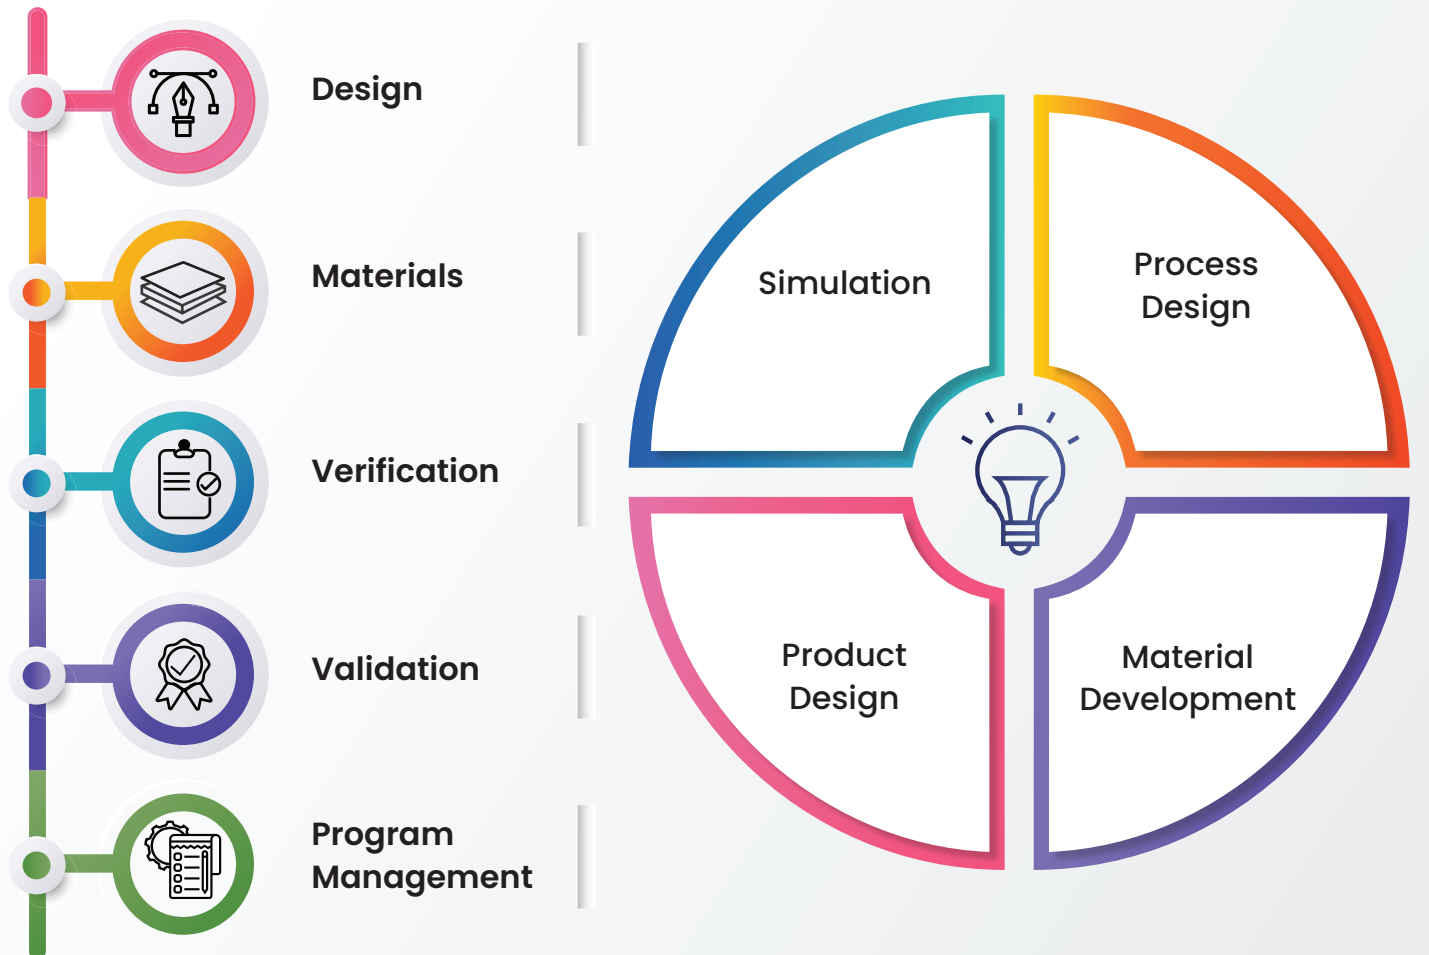 Design
Materials
Verification
Validation
Program
Management
Simulation
Process
Design
Product
Design
Material
Development